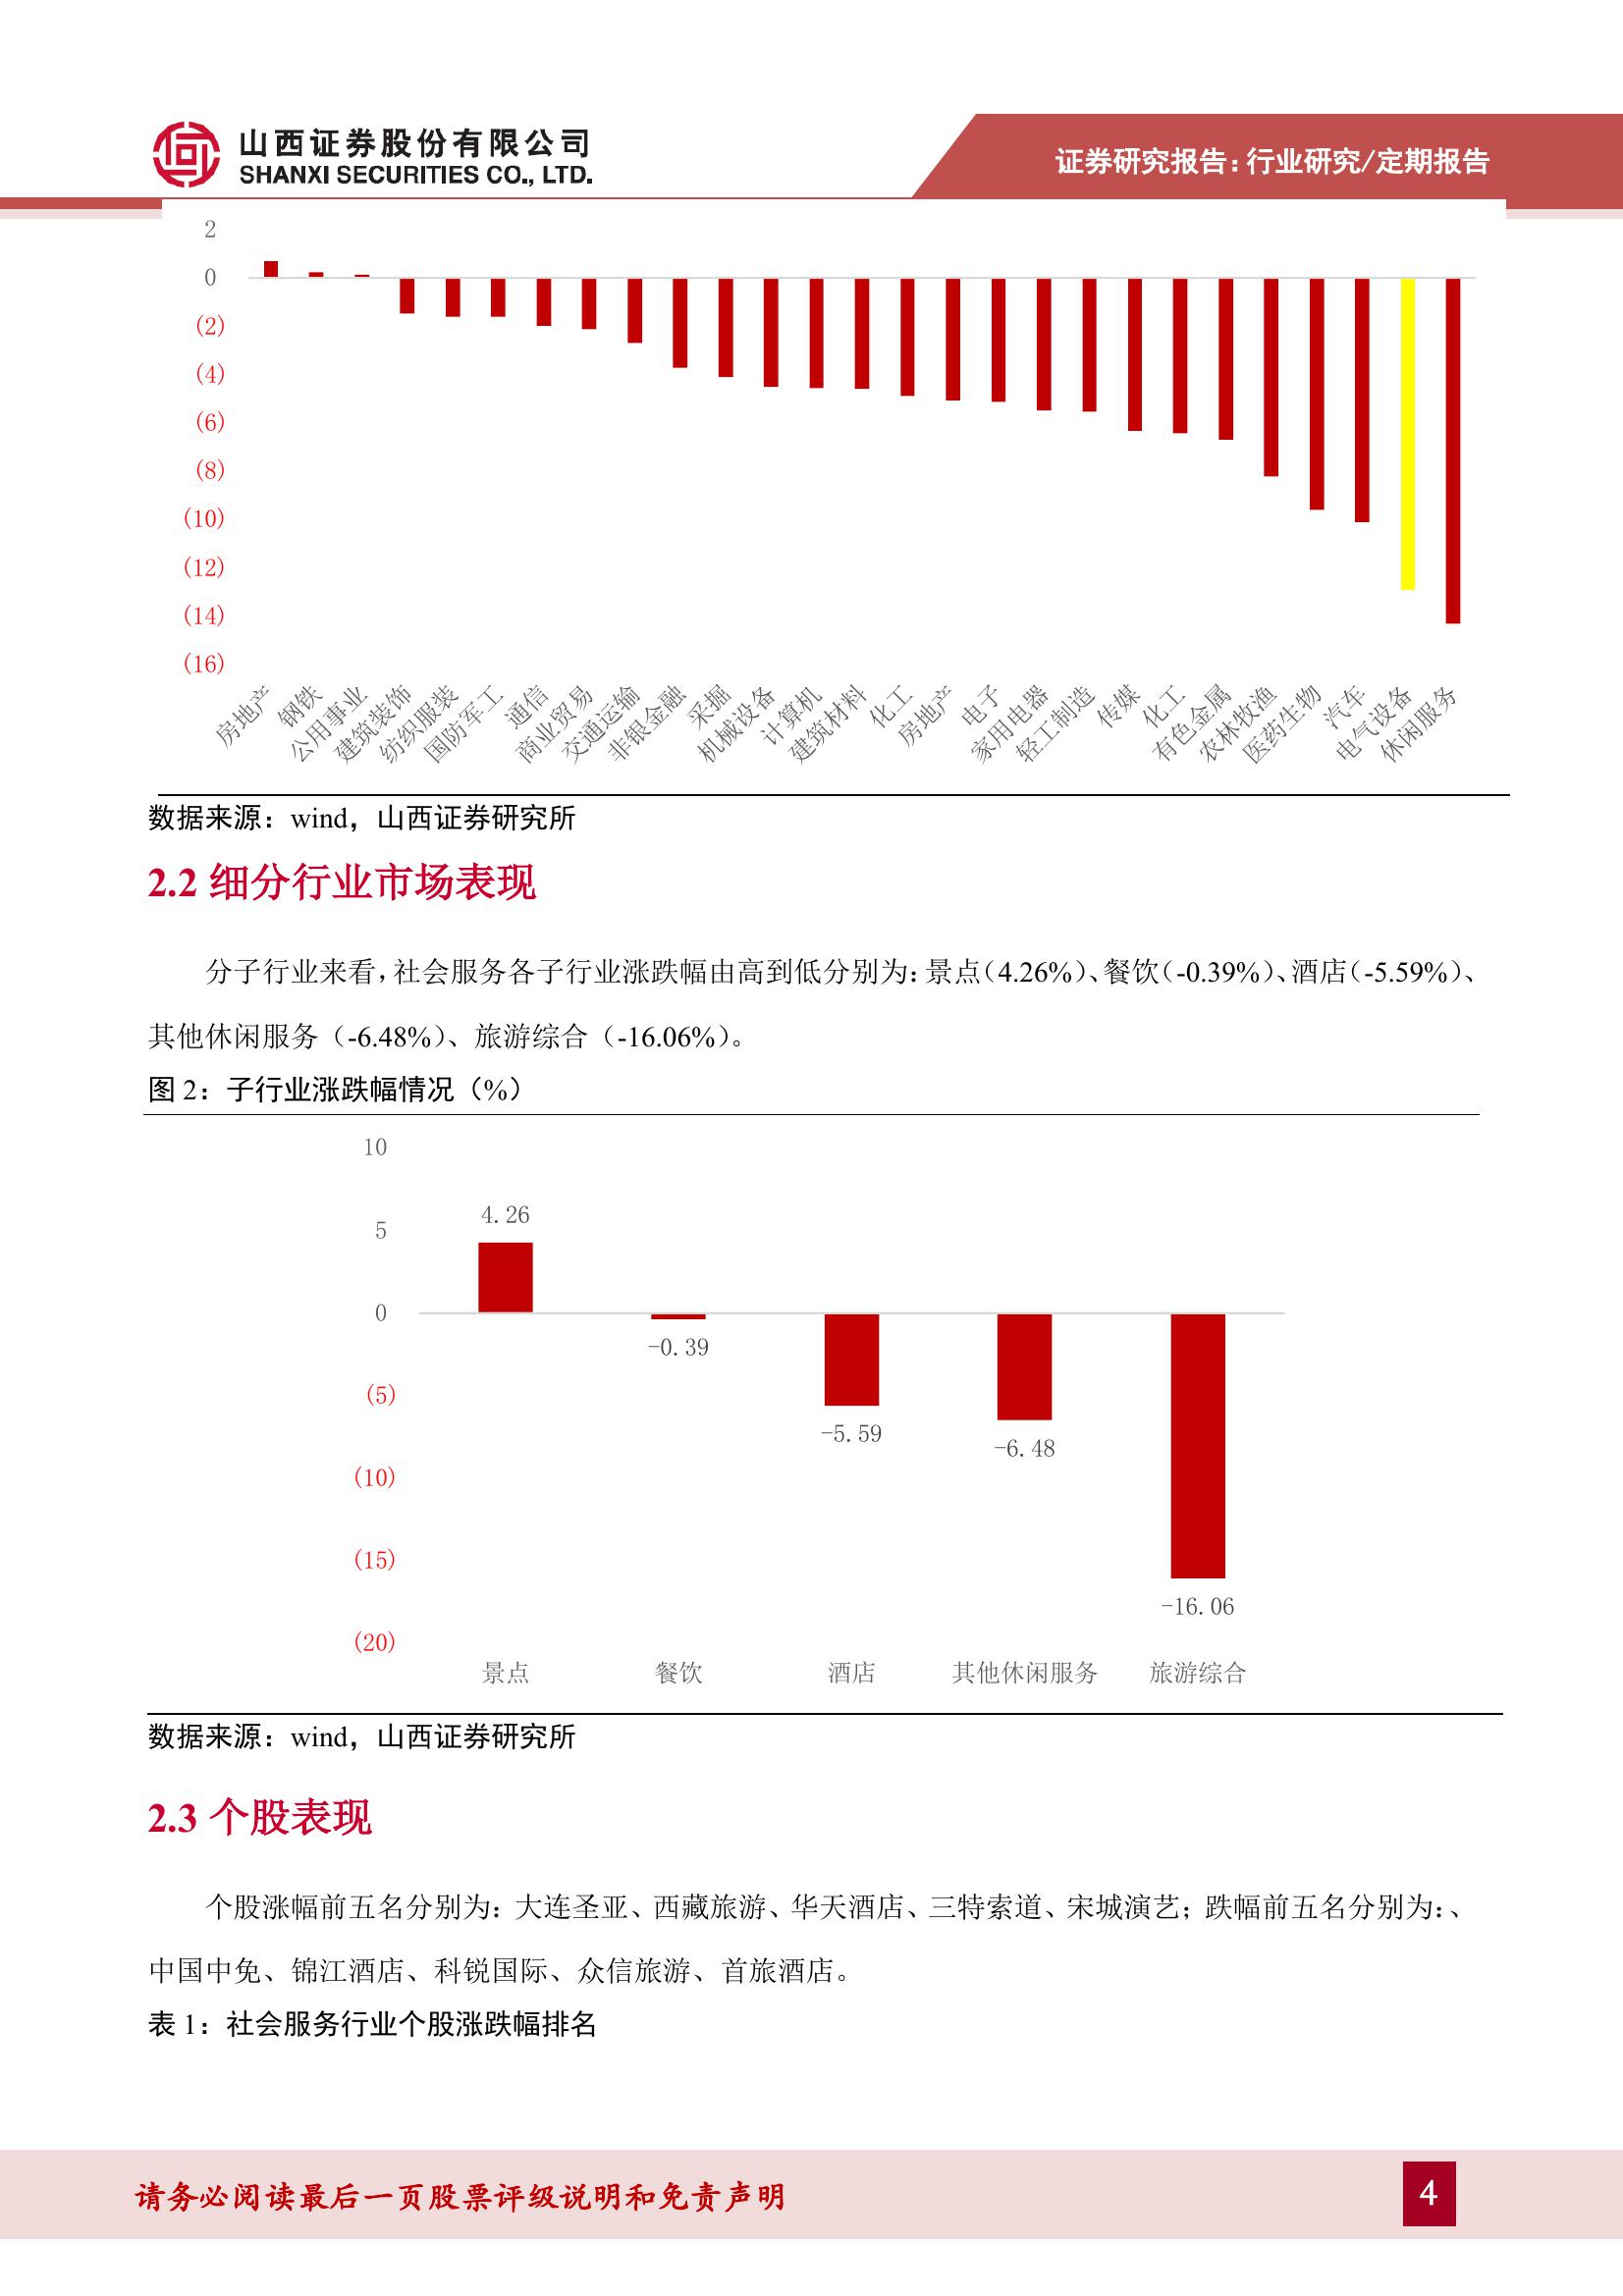 山西证券股份有限公司
SHANXI SECURITIES CO., LTD.
证券研究报告：行业研究/定期报告
2
0
(2)
(4)
(6)
(8)
(10)
(12)
(14)
(16)
房地产
钢铁
公用事业
建筑装饰
纺织服装
国防军工
通信
商业贸易
交通运输
非银金融
采掘
机械设备
计算机
建筑材料
化工
房地产
电子
家用电器
轻工制造
传媒
化工
有色金属
农林牧渔
医药生物
汽车
电气设备
休闲服务
数据来源：wind，山西证券研究所
2.2 细分行业市场表现
分子行业来看，社会服务各子行业涨跌幅由高到低分别为：景点（4.26%）、餐饮（-0.39%）、酒店（-5.59%）、
其他休闲服务（-6.48%）、旅游综合（-16.06%）。
图 2：子行业涨跌幅情况（%）
10
5
0
(5)
(10)
(15)
(20)
4.26
-0.39
-5.59
-6.48
-16.06
景点
餐饮
酒店
其他休闲服务
旅游综合
数据来源：wind，山西证券研究所
2.3 个股表现
个股涨幅前五名分别为：大连圣亚、西藏旅游、华天酒店、三特索道、宋城演艺；跌幅前五名分别为：、
中国中免、锦江酒店、科锐国际、众信旅游、首旅酒店。
表 1：社会服务行业个股涨跌幅排名
请务必阅读最后一页股票评级说明和免责声明
4